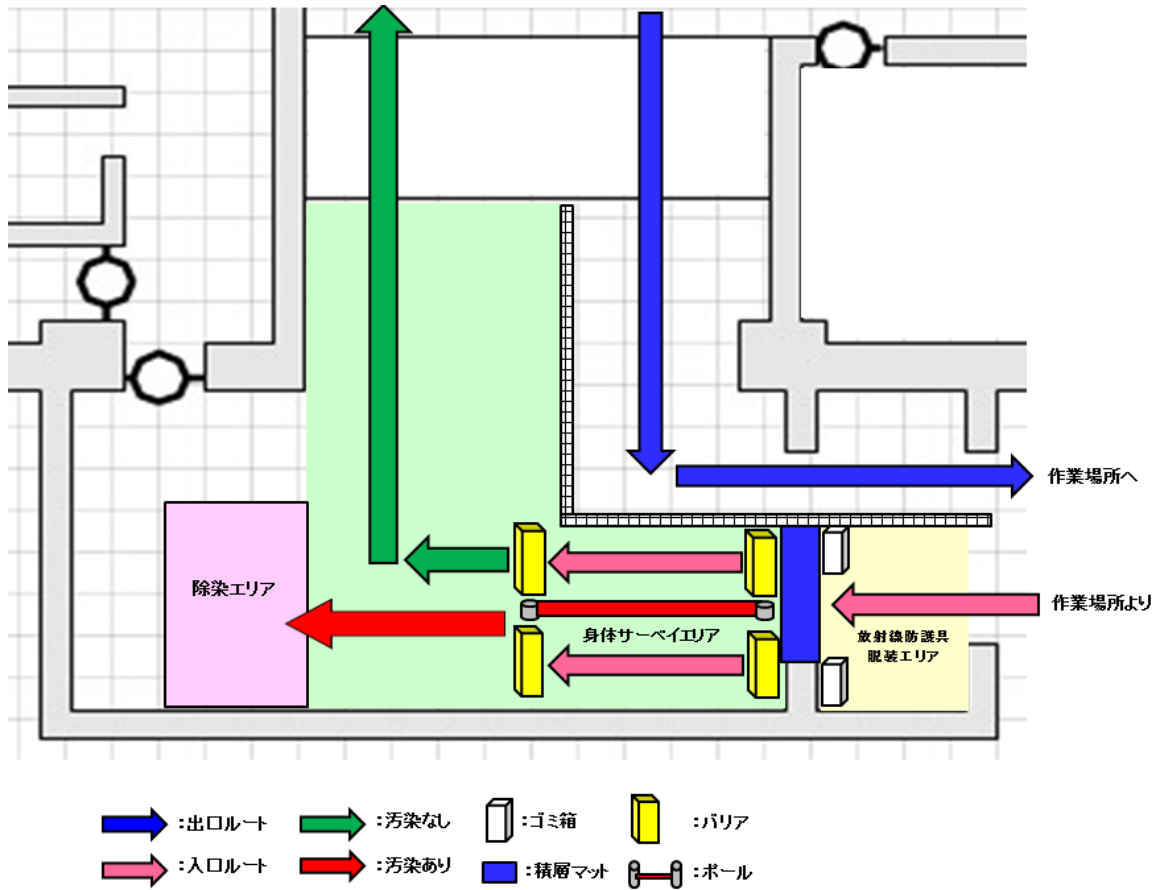 作業場所へ
除染エリア
作業場所より
身体サーベイエリア
放射線防護具
脱装エリア
:出口ルート
:汚染なし
:ゴミ箱
:バリア
:入口ルート
:汚染あり
:積層マット
:ポール